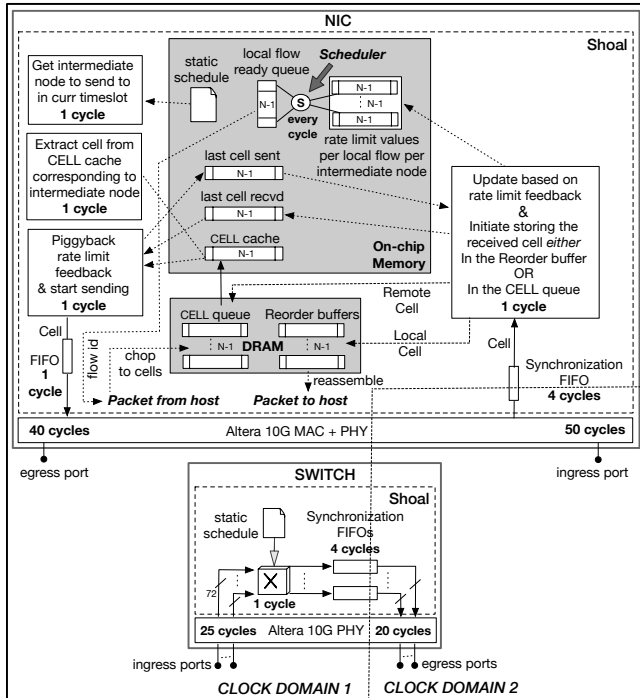 NIC
Shoal
Get intermediate
node to send to
in curr timeslot
1 cycle
static
schedule
local flow
ready queue
Scheduler
N-1
S
every
cycle
N-1
N-1
rate limit values
per local flow per
intermediate node
Extract cell from
CELL cache
corresponding to
intermediate node
1 cycle
last cell sent
N-1
last cell recvd
N-1
CELL cache
N-1
On-chip
Memory
Piggyback
rate limit
feedback
& start sending
1 cycle
Update based on
rate limit feedback
&
Initiate storing the
received cell either
In the Reorder buffer
OR
In the CELL queue
1 cycle
CELL queue
Reorder buffers
N-1
N-1
DRAM
Remote
Cell
Local
Cell
Cell
FIFO
1
cycle
flow id
chop
to cells
reassemble
Packet from host
Packet to host
Cell
Synchronization
FIFO
4 cycles
40 cycles
Altera 10G MAC + PHY
50 cycles
egress port
ingress port
SWITCH
Shoal
static
schedule
Synchronization
FIFOs
4 cycles
72
X
1 cycle
25 cycles
Altera 10G PHY
20 cycles
ingress ports
egress ports
CLOCK DOMAIN 1
CLOCK DOMAIN 2